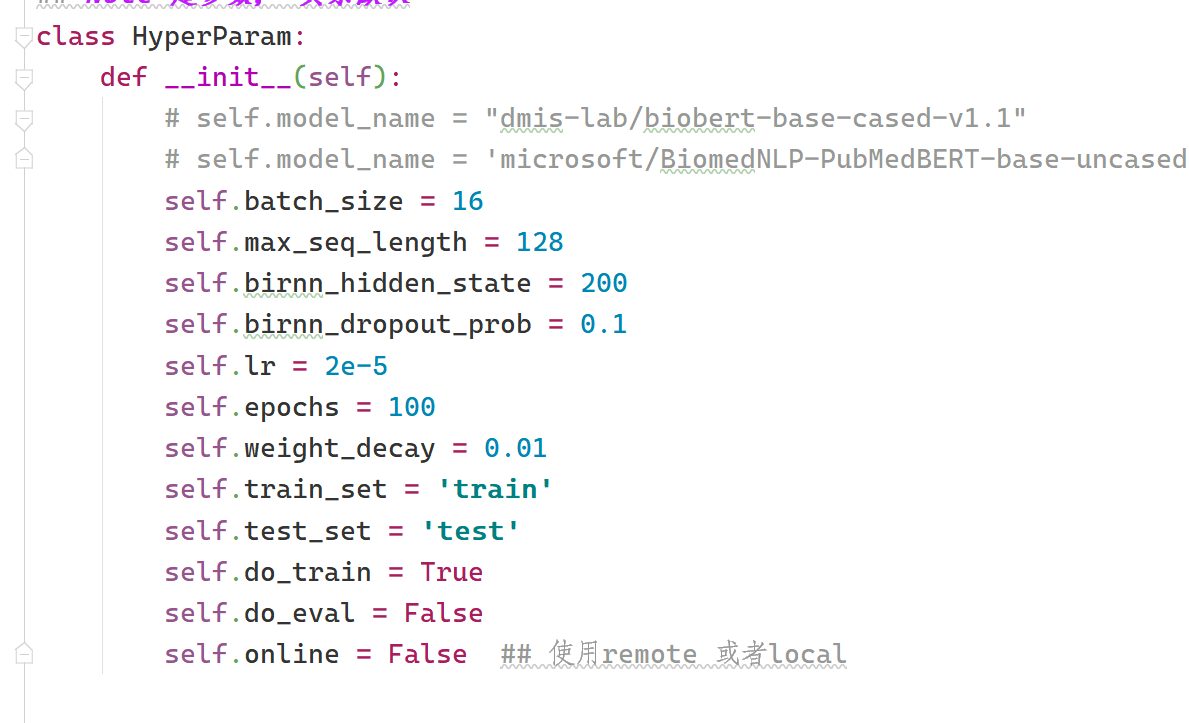 class HyperParam:
def __init__(self):
# self.model_name = "dmis-lab/biobert-base-cased-v1.1"
# self.model_name = 'microsoft/BiomedNLP-PubMedBERT-base-uncased
self.batch_size = 16
self.max_seq_length = 128
self.birnn_hidden_state = 200
self.birnn_dropout_prob = 0.1
self.lr = 2e-5
self.epochs = 100
self.weight_decay = 0.01
self.train_set = 'train'
self.test_set = 'test'
self.do_train = True
self.do_eval = False
self.online = False  ## 使用remote 或者local